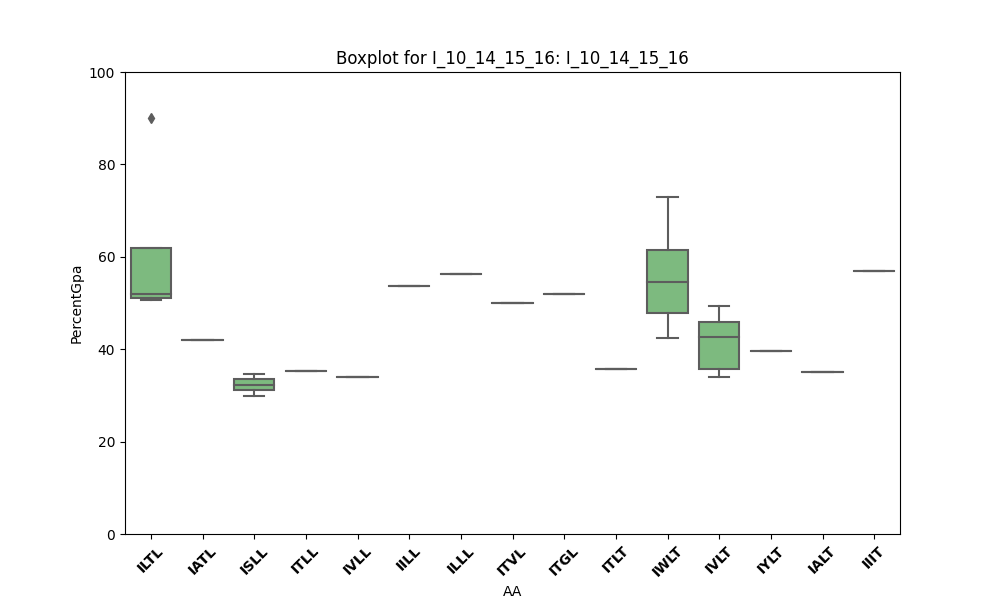 Boxplot for I_10_14_15_16: I_10_14_15_16
100
80
60
40
20
0
PercentGpa
ILTL
IATL
ISLL
ITLL
IVLL
IILL
ILLL
ITVL
ITGL
ITLT
IWLT
IVLT
IYLT
IALT
IIIT
AA